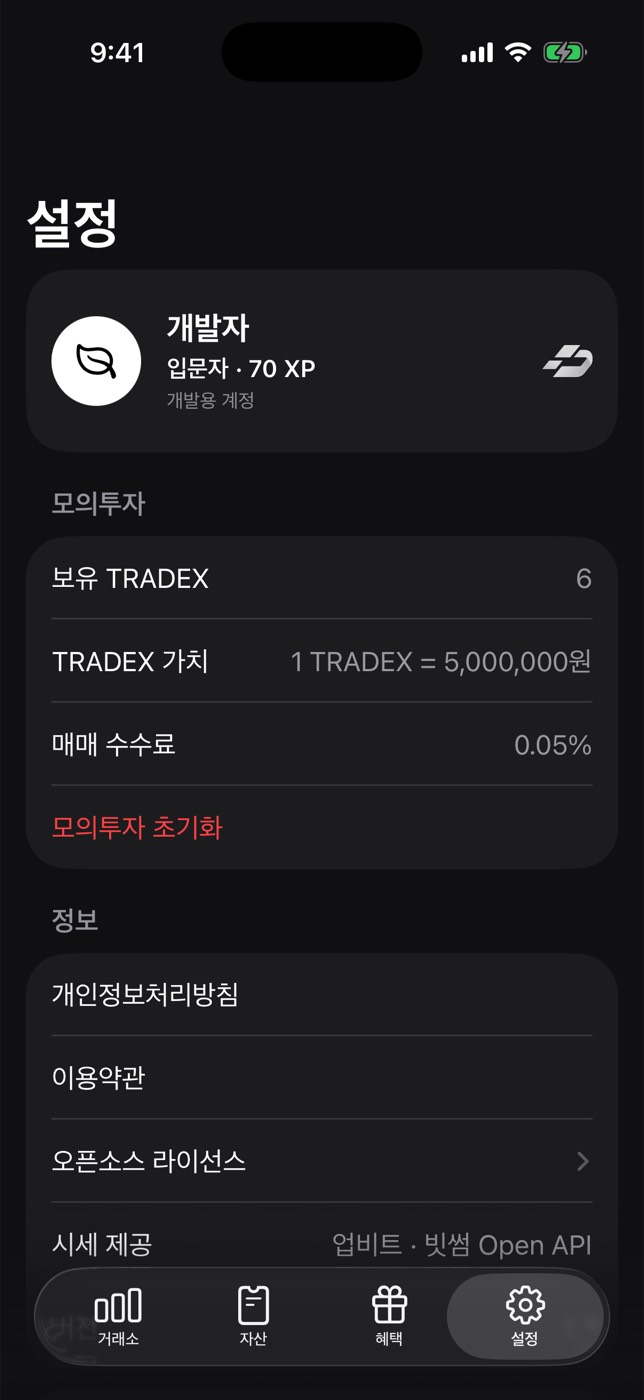 9:41
설정
개발자
입문자 · 70 XP
개발용 계정
모의투자
보유 TRADEX 6
TRADEX 가치 1 TRADEX = 5,000,000원
매매 수수료 0.05%
모의투자 초기화
정보
개인정보처리방침
이용약관
오픈소스 라이선스
시세 제공 업비트 · 빗썸 Open API
거래소 자산 혜택 설정